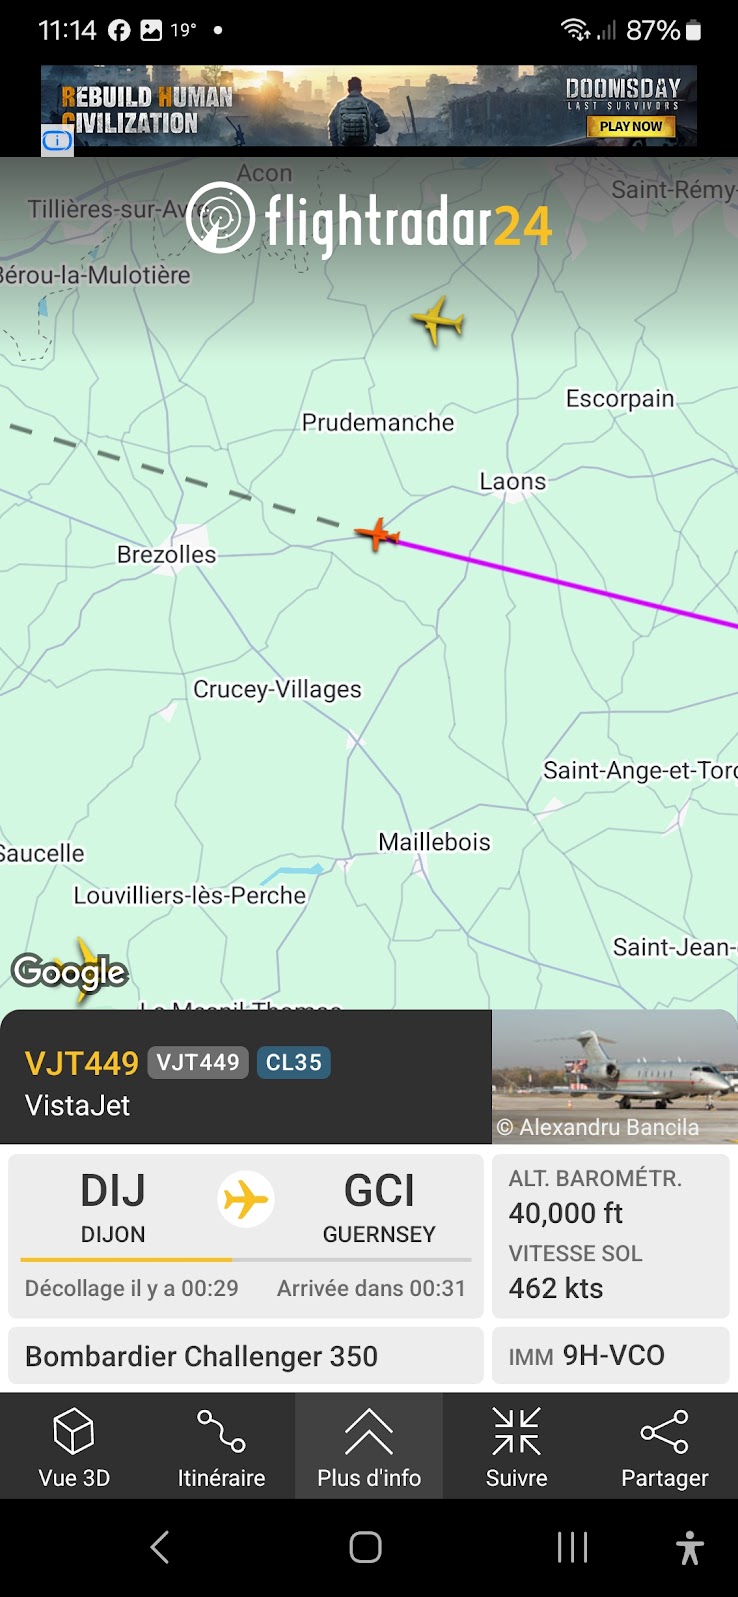 11:14 19° 87%
REBUILD HUMAN
CIVILIZATION
DOOMSDAY
LAST SURVIVORS
PLAY NOW
Acon
Saint-Rémy-
Tillières-sur-Avre
flightradar24
Bérou-la-Mulotière
Escorpain
Prudemanche
Laons
Brezolles
Crucey-Villages
Saint-Ange-et-Torç
Maillebois
Saucelle
Louvilliers-lès-Perche
Saint-Jean-
Google
Le Mesnil-Thomas
VJT449 VJT449 CL35
VistaJet
© Alexandru Bancila
DIJ GCI
DIJON GUERNSEY
Décollage il y a 00:29 Arrivée dans 00:31
ALT. BAROMÉTR.
40,000 ft
VITESSE SOL
462 kts
Bombardier Challenger 350
IMM 9H-VCO
Vue 3D Itinéraire Plus d'info Suivre Partager